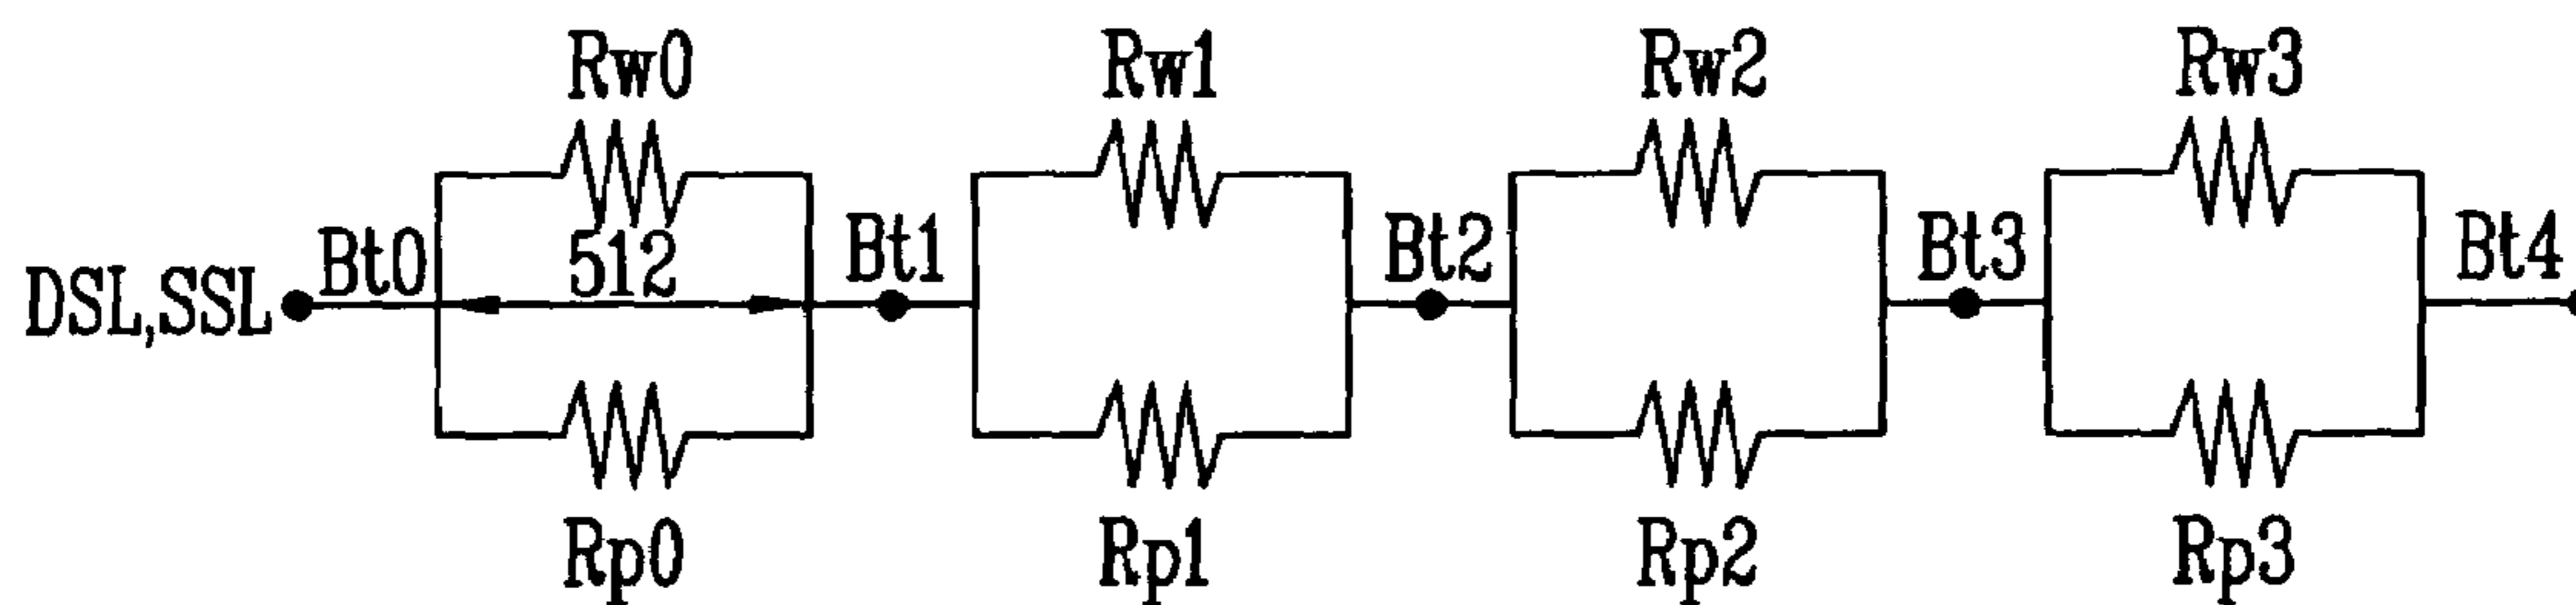 Rw0 Rw1 Rw2 Rw3
512
Bt0 Bt1 Bt2 Bt3 Bt4
DSL,SSL
Rp0 Rp1 Rp2 Rp3